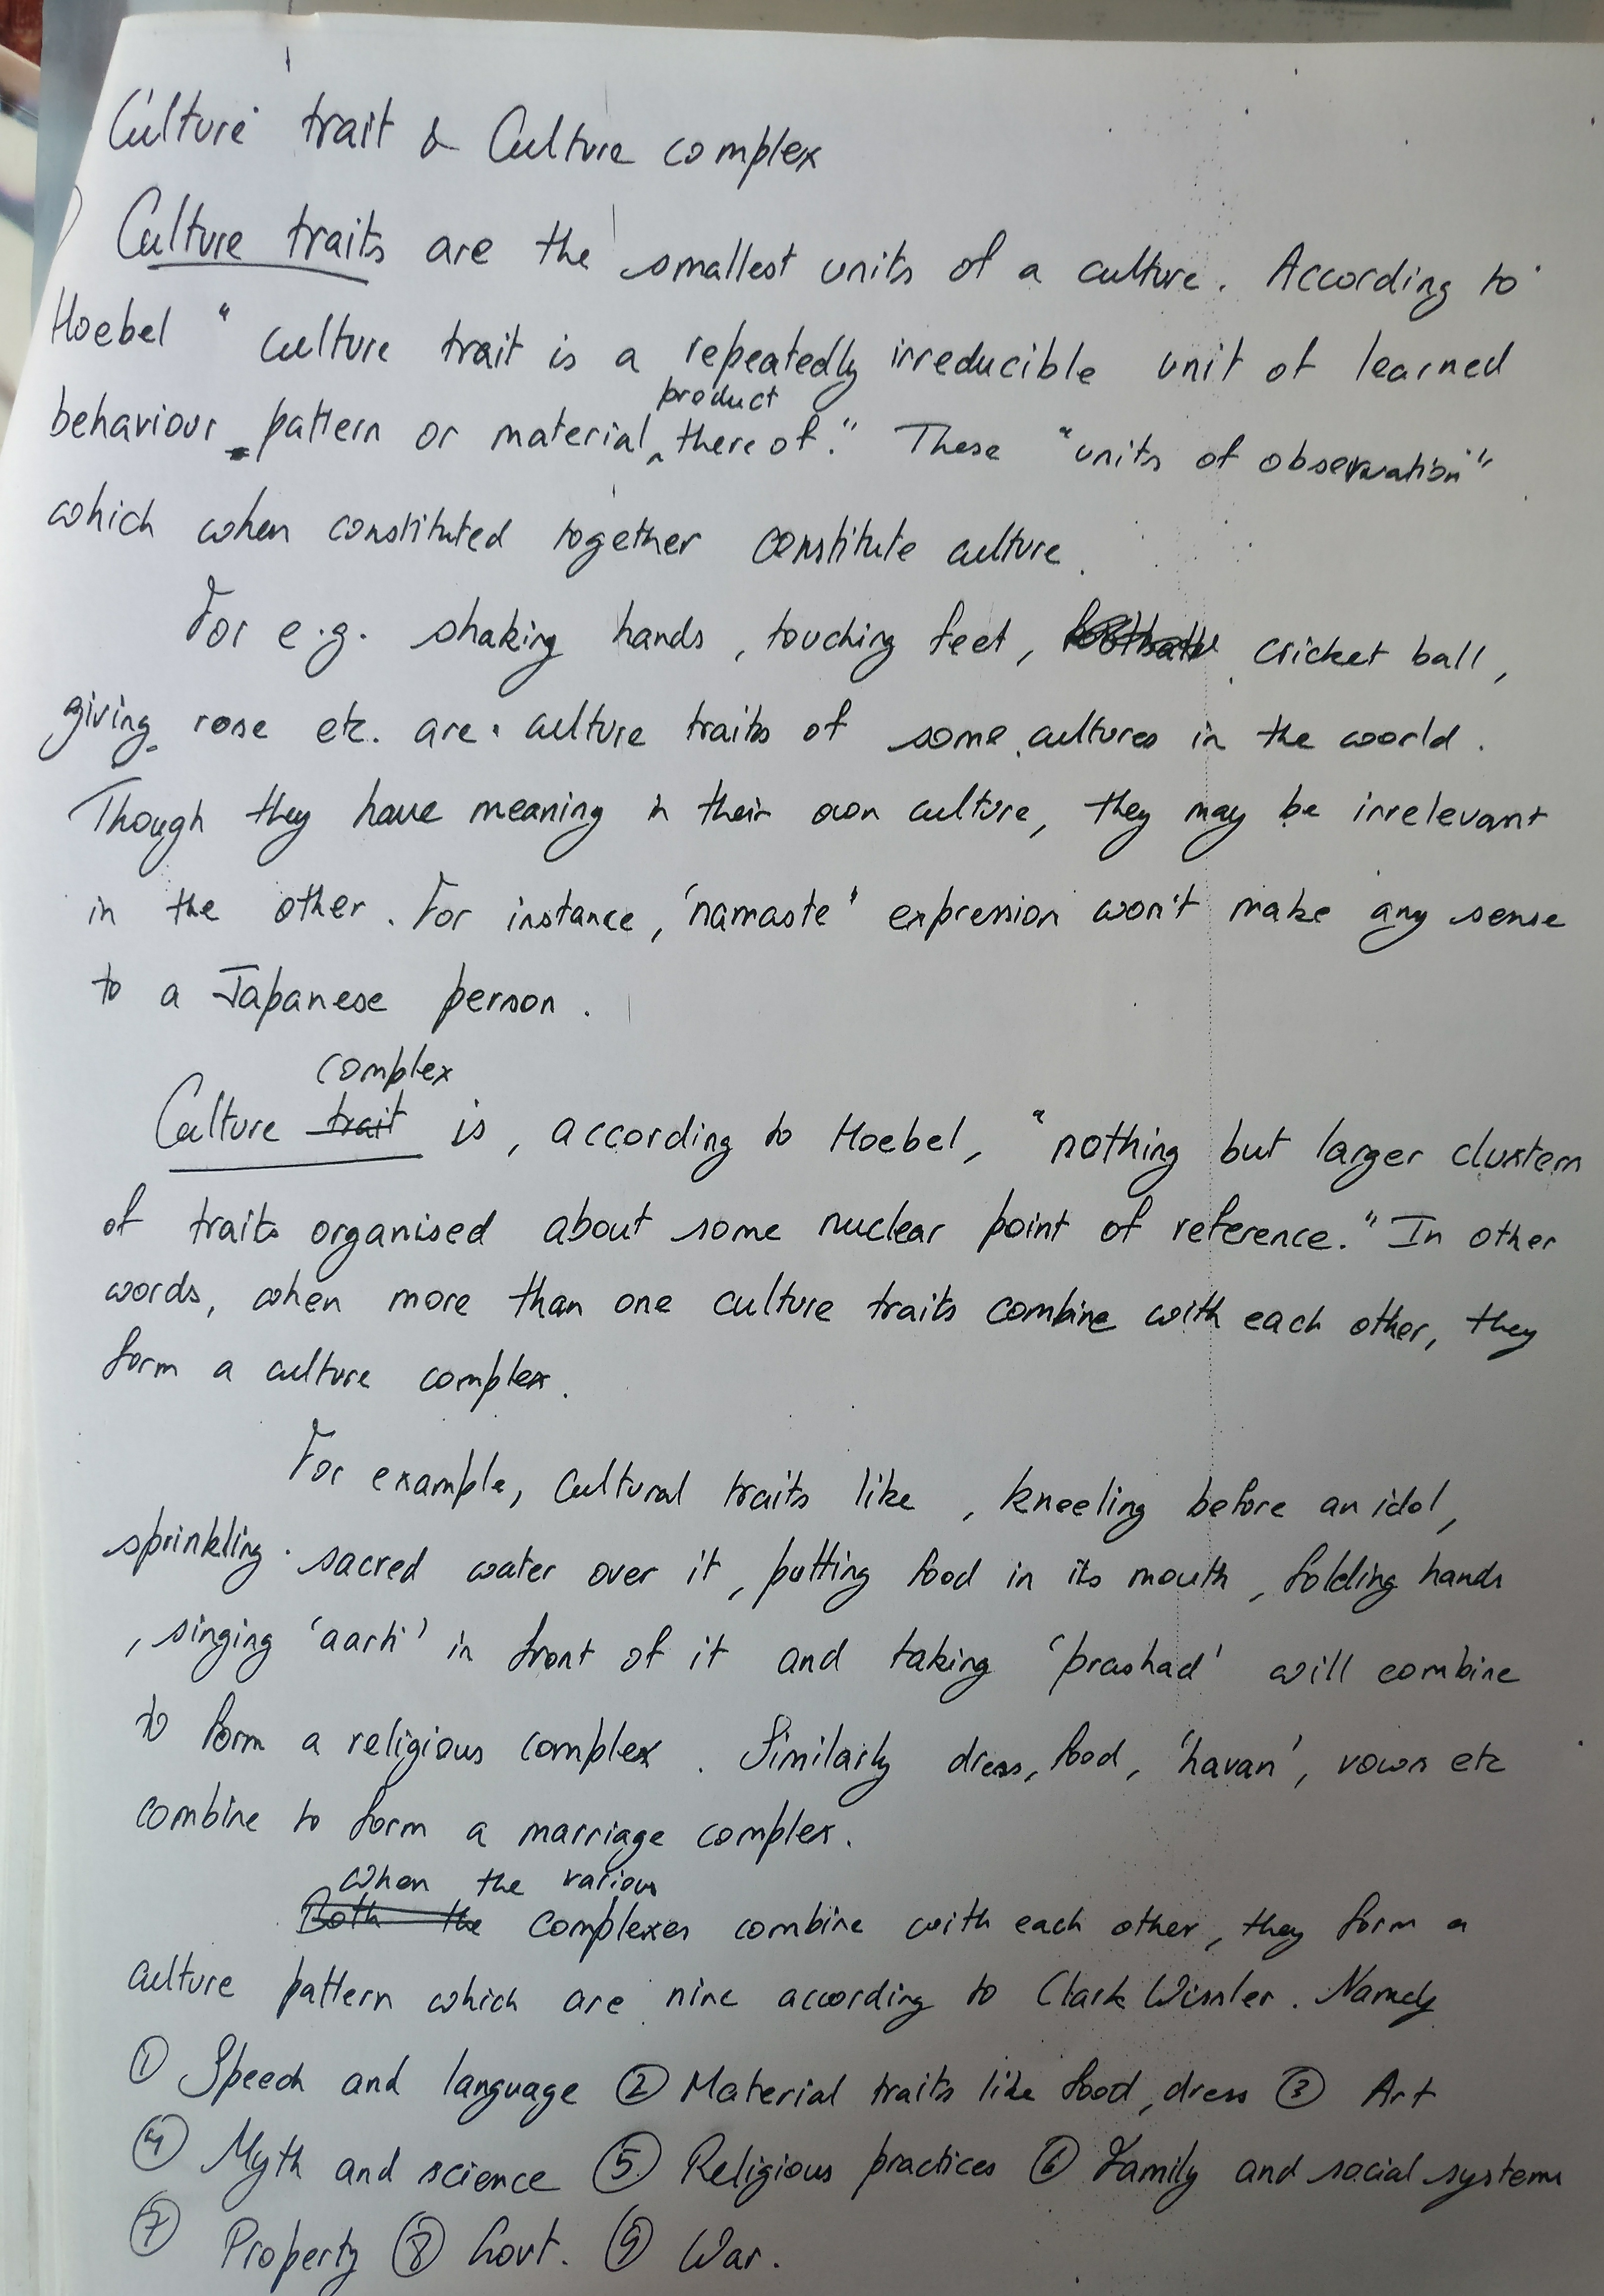 Culture trait & Culture complex
Culture traits are the smallest units of a culture. According to
Hoebel "culture trait is a repeatedly irreducible unit of learned
behaviour pattern or material product thereof." These "units of observation"
which when constituted together constitute culture.
For e.g. shaking hands, touching feet, cricket ball,
giving rose etc. are culture traits of some cultures in the world.
Though they have meaning in their own culture, they may be irrelevant
in the other. For instance, 'namaste' expression won't make any sense
to a Japanese person.
complex
Culture trait is, according to Hoebel, "nothing but larger clusters
of traits organised about some nuclear point of reference." In other
words, when more than one culture traits combine with each other, they
form a culture complex.
For example, Cultural traits like, kneeling before an idol,
sprinkling sacred water over it, putting food in its mouth, folding hands
, singing 'aarti' in front of it and taking 'prashad' will combine
to form a religious complex. Similarly dress, food, 'havan', vows etc
combine to form a marriage complex.
When the various
Both the complexes combine with each other, they form a
culture pattern which are nine according to Clark Wissler. Namely
① Speech and language ② Material traits like food, dress ③ Art
④ Myth and science ⑤ Religious practices ⑥ Family and social systems
⑦ Property ⑧ Govt. ⑨ War.